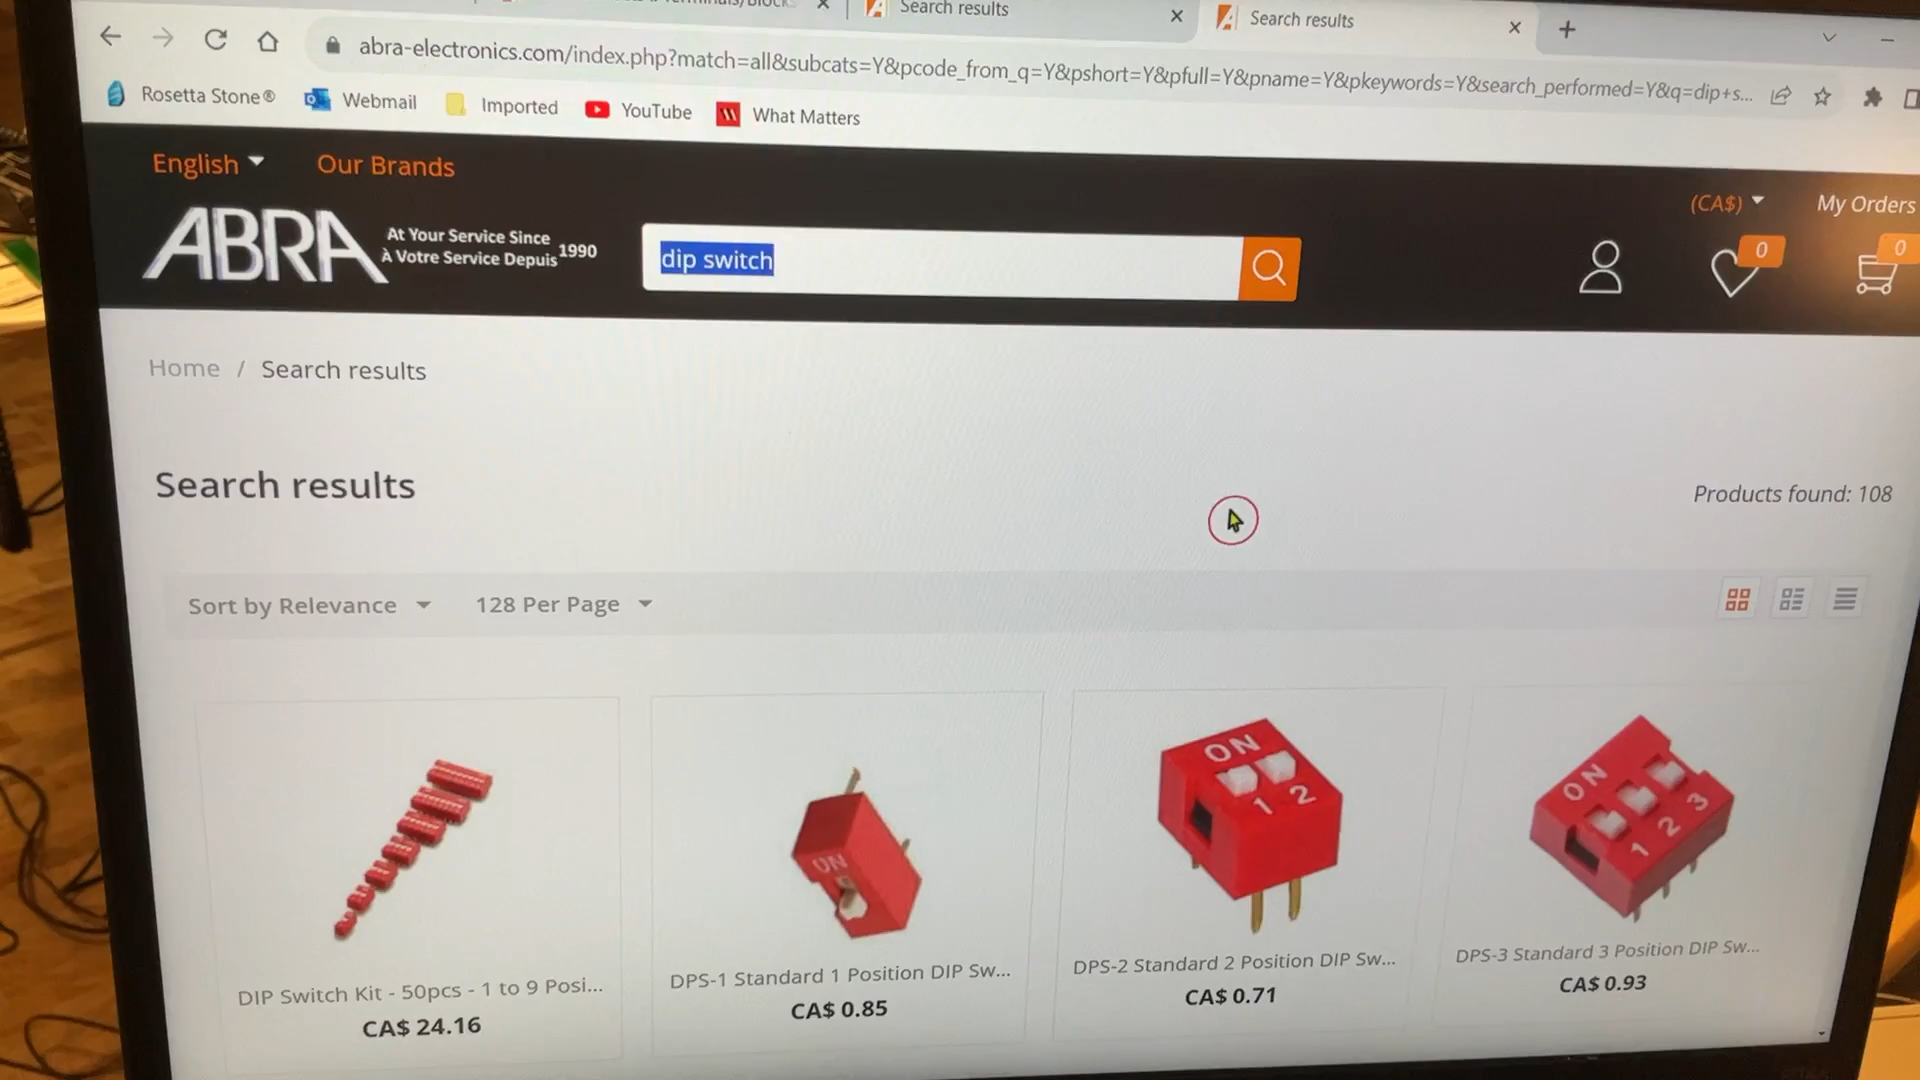 Search results
Search results
abra-electronics.com/index.php?match=all&subcats=Y&pcode_from_q=Y&pshort=Y&pfull=Y&pname=Y&pkeywords=Y&search_performed=Y&q=dip+s...
Rosetta Stone® Webmail Imported YouTube What Matters
English Our Brands
(CA$) My Orders
ABRA
At Your Service Since
À Votre Service Depuis 1990
dip switch
0
0
Home / Search results
Search results
Products found: 108
Sort by Relevance 128 Per Page
ON
ON
1 2
ON
1 2 3
DIP Switch Kit - 50pcs - 1 to 9 Posi...
CA$ 24.16
DPS-1 Standard 1 Position DIP Sw...
CA$ 0.85
DPS-2 Standard 2 Position DIP Sw...
CA$ 0.71
DPS-3 Standard 3 Position DIP Sw...
CA$ 0.93